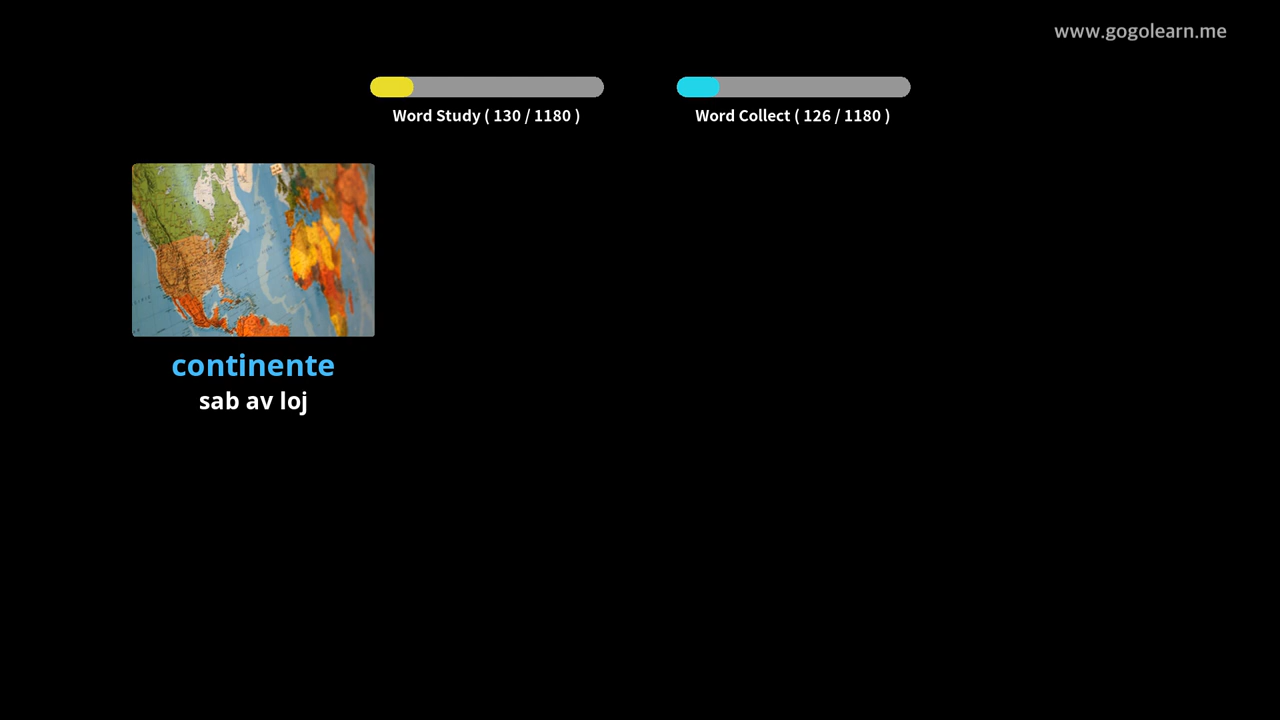 www.gogolearn.me
Word Study ( 130 / 1180 )
Word Collect ( 126 / 1180 )
continente
sab av loj